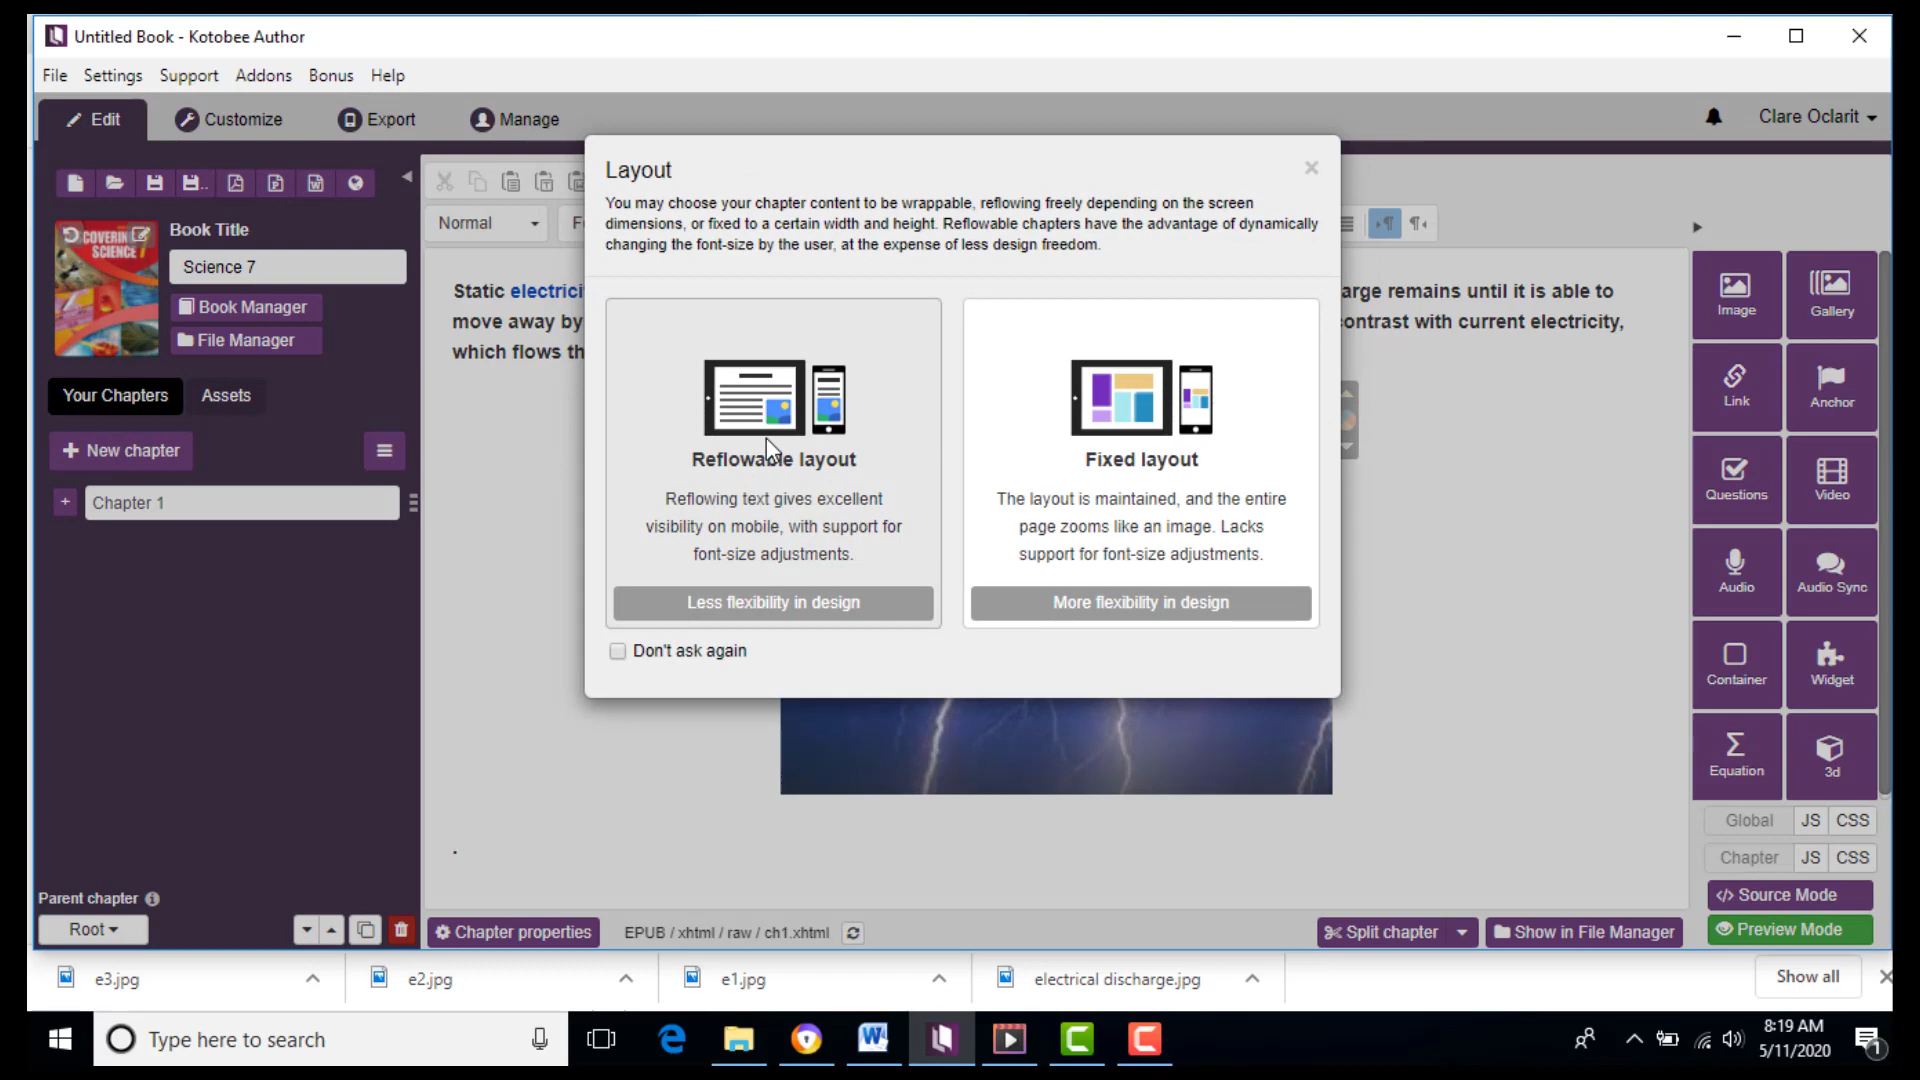 Untitled Book - Kotobee Author
File Settings Support Addons Bonus Help
Edit Customize Export Manage
Clare Oclarit
COVERIN
SCIENCE
Book Title
Science 7
Book Manager
File Manager
Your Chapters Assets
New chapter
Chapter 1
Parent chapter
Root
Normal
Static
arge remains until it is able to
move away by
ontrast with current electricity,
which flows th
.
Layout
You may choose your chapter content to be wrappable, reflowing freely depending on the screen
dimensions, or fixed to a certain width and height. Reflowable chapters have the advantage of dynamically
changing the font-size by the user, at the expense of less design freedom.
Reflowable layout
Reflowing text gives excellent
visibility on mobile, with support for
font-size adjustments.
Less flexibility in design
Fixed layout
The layout is maintained, and the entire
page zooms like an image. Lacks
support for font-size adjustments.
More flexibility in design
Don't ask again
Image
Gallery
Link
Anchor
Questions
Video
Audio
Audio Sync
Container
Widget
Equation
3d
Global JS CSS
Chapter JS CSS
Source Mode
Preview Mode
Chapter properties
EPUB / xhtml / raw / ch1.xhtml
Split chapter
Show in File Manager
e3.jpg
e2.jpg
e1.jpg
electrical discharge.jpg
Show all
Type here to search
8:19 AM
5/11/2020
1